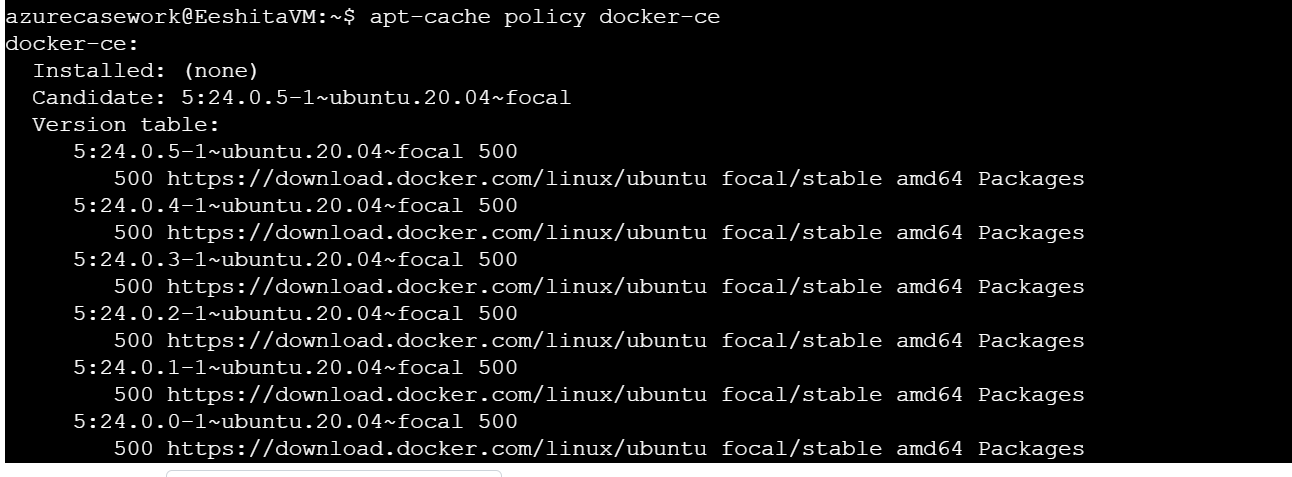 azurecasework@EeshitaVM:~$ apt-cache policy docker-ce
docker-ce:
  Installed: (none)
  Candidate: 5:24.0.5-1~ubuntu.20.04~focal
  Version table:
     5:24.0.5-1~ubuntu.20.04~focal 500
        500 https://download.docker.com/linux/ubuntu focal/stable amd64 Packages
     5:24.0.4-1~ubuntu.20.04~focal 500
        500 https://download.docker.com/linux/ubuntu focal/stable amd64 Packages
     5:24.0.3-1~ubuntu.20.04~focal 500
        500 https://download.docker.com/linux/ubuntu focal/stable amd64 Packages
     5:24.0.2-1~ubuntu.20.04~focal 500
        500 https://download.docker.com/linux/ubuntu focal/stable amd64 Packages
     5:24.0.1-1~ubuntu.20.04~focal 500
        500 https://download.docker.com/linux/ubuntu focal/stable amd64 Packages
     5:24.0.0-1~ubuntu.20.04~focal 500
        500 https://download.docker.com/linux/ubuntu focal/stable amd64 Packages